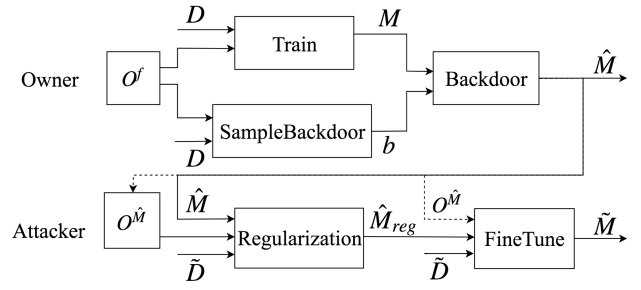 D
M
Train
Owner
O^f
Backdoor
M̂
SampleBackdoor
D
b
O^M̂
M̂
O^M̂
Attacker
Regularization
M̂_reg
FineTune
M̃
D̃
D̃